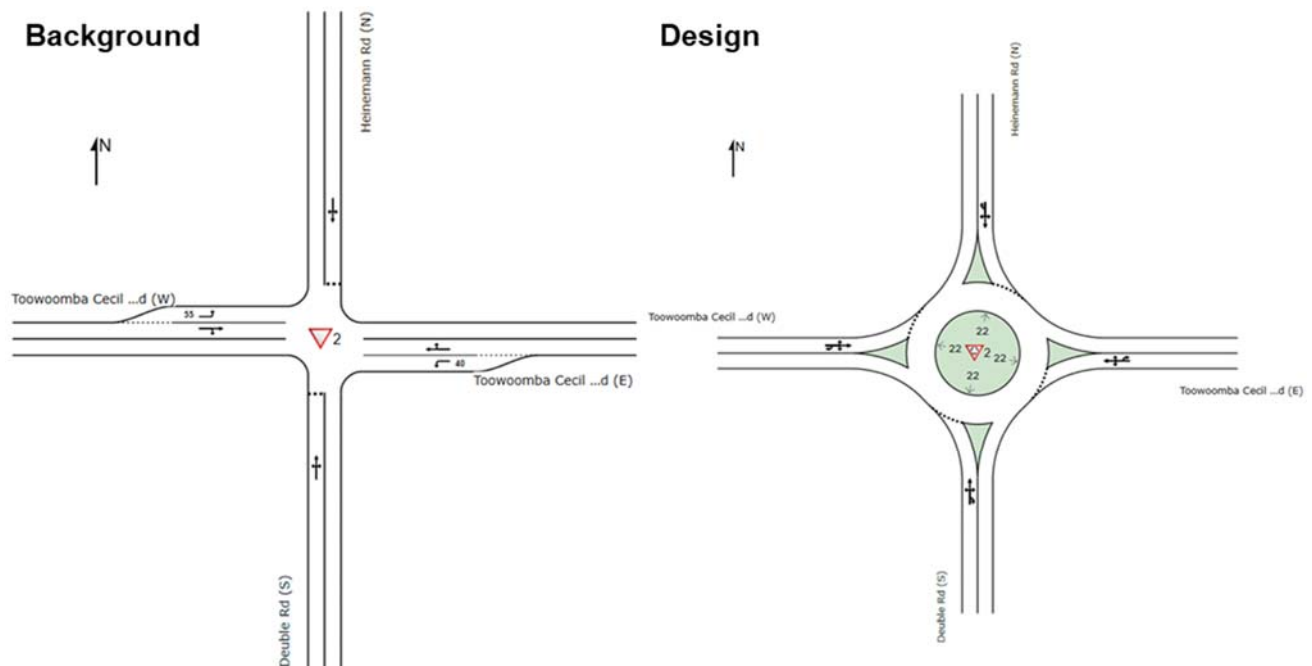 Background
Heinemann Rd (N)
N
Toowoomba Cecil ...d (W)
55
2
40
Toowoomba Cecil ...d (E)
Deuble Rd (S)
Design
Heinemann Rd (N)
N
Toowoomba Cecil ...d (W)
22
22
2
22
22
Toowoomba Cecil ...d (E)
Deuble Rd (S)